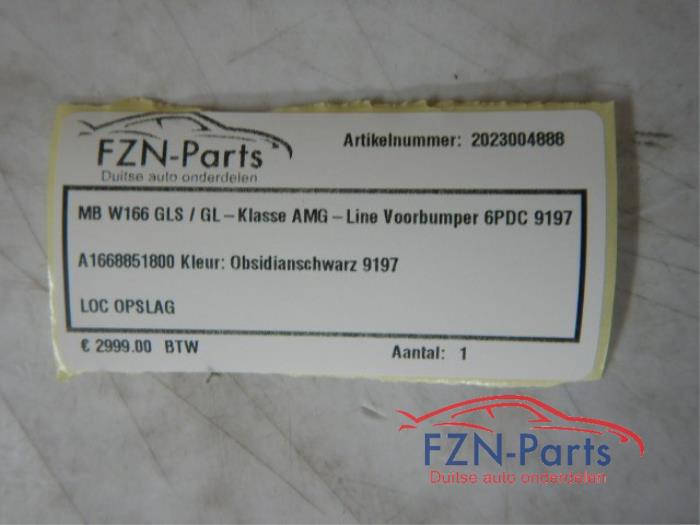 FZN-Parts
Duitse auto onderdelen
Artikelnummer: 2023004888
MB W166 GLS / GL-Klasse AMG-Line Voorbumper 6PDC 9197
A1668851800 Kleur: Obsidianschwarz 9197
LOC OPSLAG
€ 2999.00 BTW
Aantal: 1
FZN-Parts
Duitse auto onderdelen